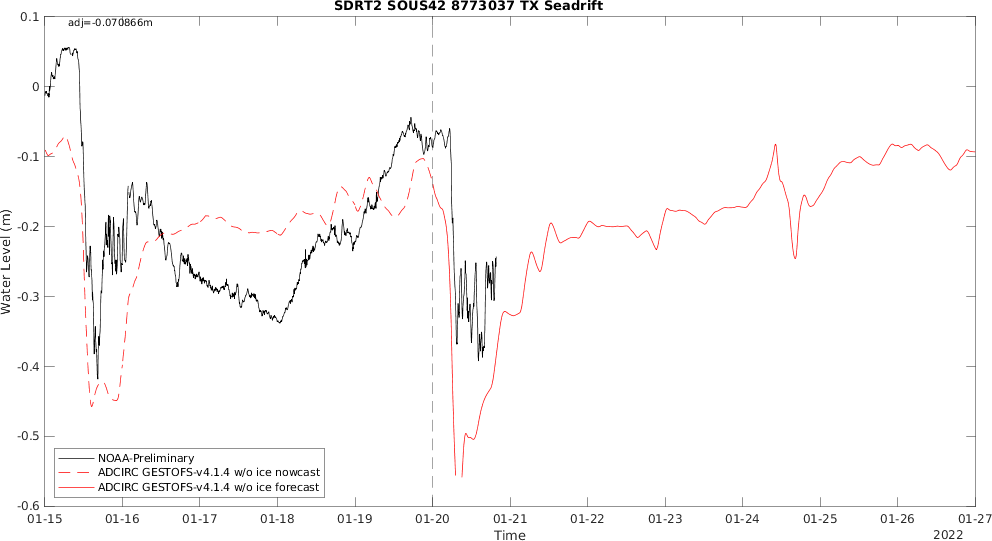 SDRT2 SOUS42 8773037 TX Seadrift
adj=-0.070866m
0.1
0
-0.1
-0.2
-0.3
-0.4
-0.5
-0.6
Water Level (m)
NOAA-Preliminary
ADCIRC GESTOFS-v4.1.4 w/o ice nowcast
ADCIRC GESTOFS-v4.1.4 w/o ice forecast
01-15 01-16 01-17 01-18 01-19 01-20 01-21 01-22 01-23 01-24 01-25 01-26 01-27
Time
2022